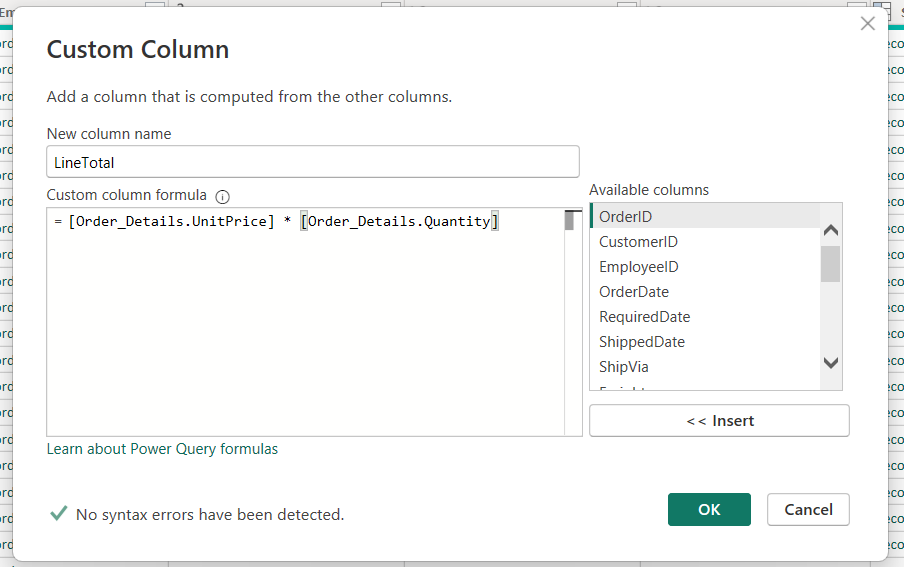 Custom Column
Add a column that is computed from the other columns.
New column name
LineTotal
Custom column formula
= [Order_Details.UnitPrice] * [Order_Details.Quantity]
Available columns
OrderID
CustomerID
EmployeeID
OrderDate
RequiredDate
ShippedDate
ShipVia
<< Insert
Learn about Power Query formulas
No syntax errors have been detected.
OK
Cancel